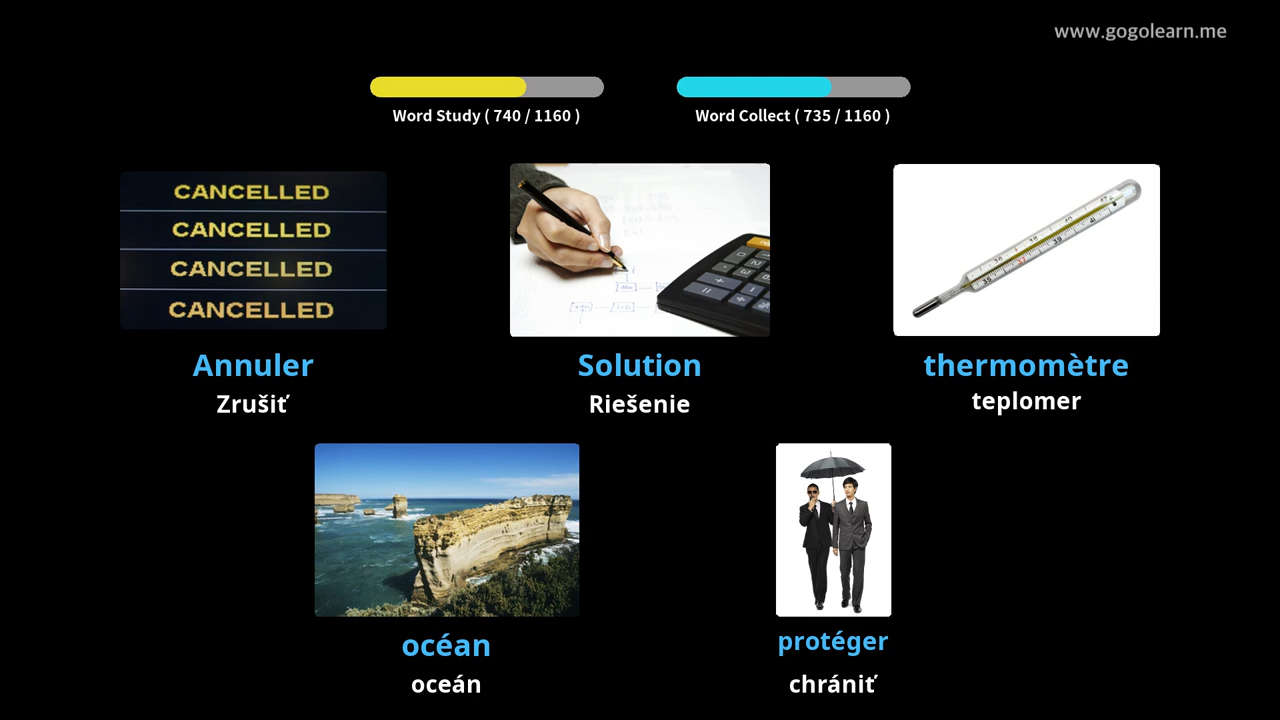 www.gogolearn.me
Word Study ( 740 / 1160 )
Word Collect ( 735 / 1160 )
CANCELLED
CANCELLED
CANCELLED
CANCELLED
Annuler
Zrušiť
Solution
Riešenie
thermomètre
teplomer
océan
oceán
protéger
chrániť